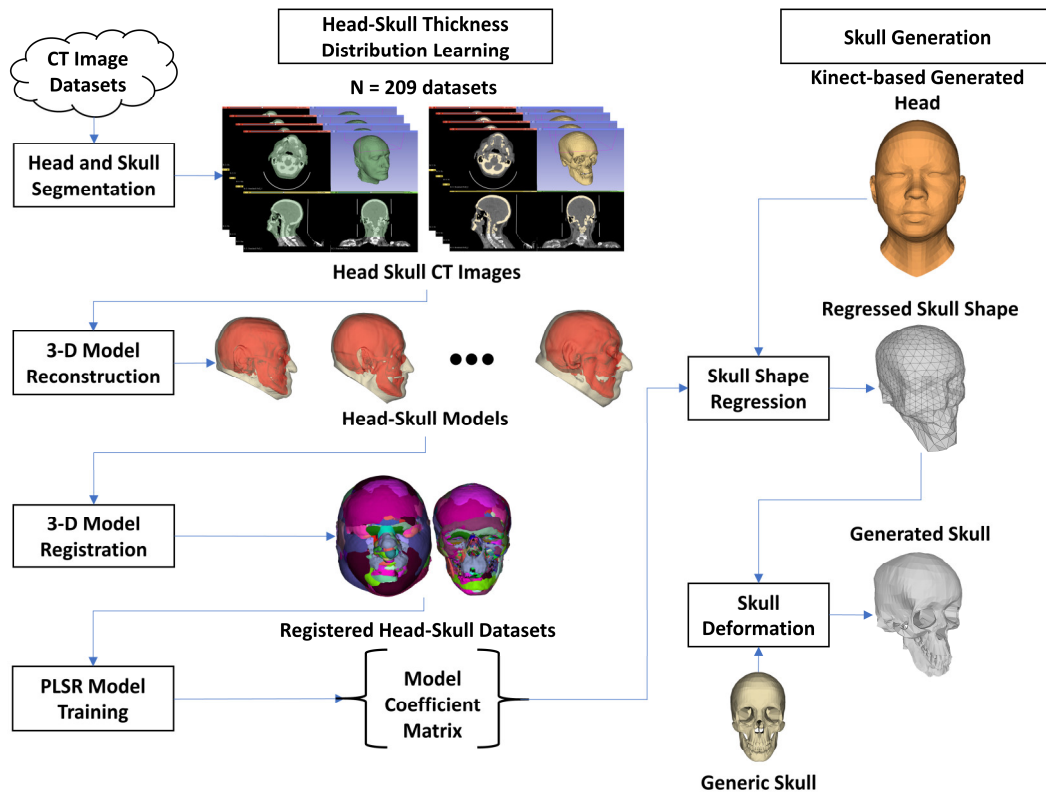 CT Image
Datasets
Head-Skull Thickness
Distribution Learning
N = 209 datasets
Head and Skull
Segmentation
Head Skull CT Images
3-D Model
Reconstruction
Head-Skull Models
3-D Model
Registration
Registered Head-Skull Datasets
PLSR Model
Training
Model
Coefficient
Matrix
Skull Generation
Kinect-based Generated
Head
Regressed Skull Shape
Skull Shape
Regression
Generated Skull
Skull
Deformation
Generic Skull